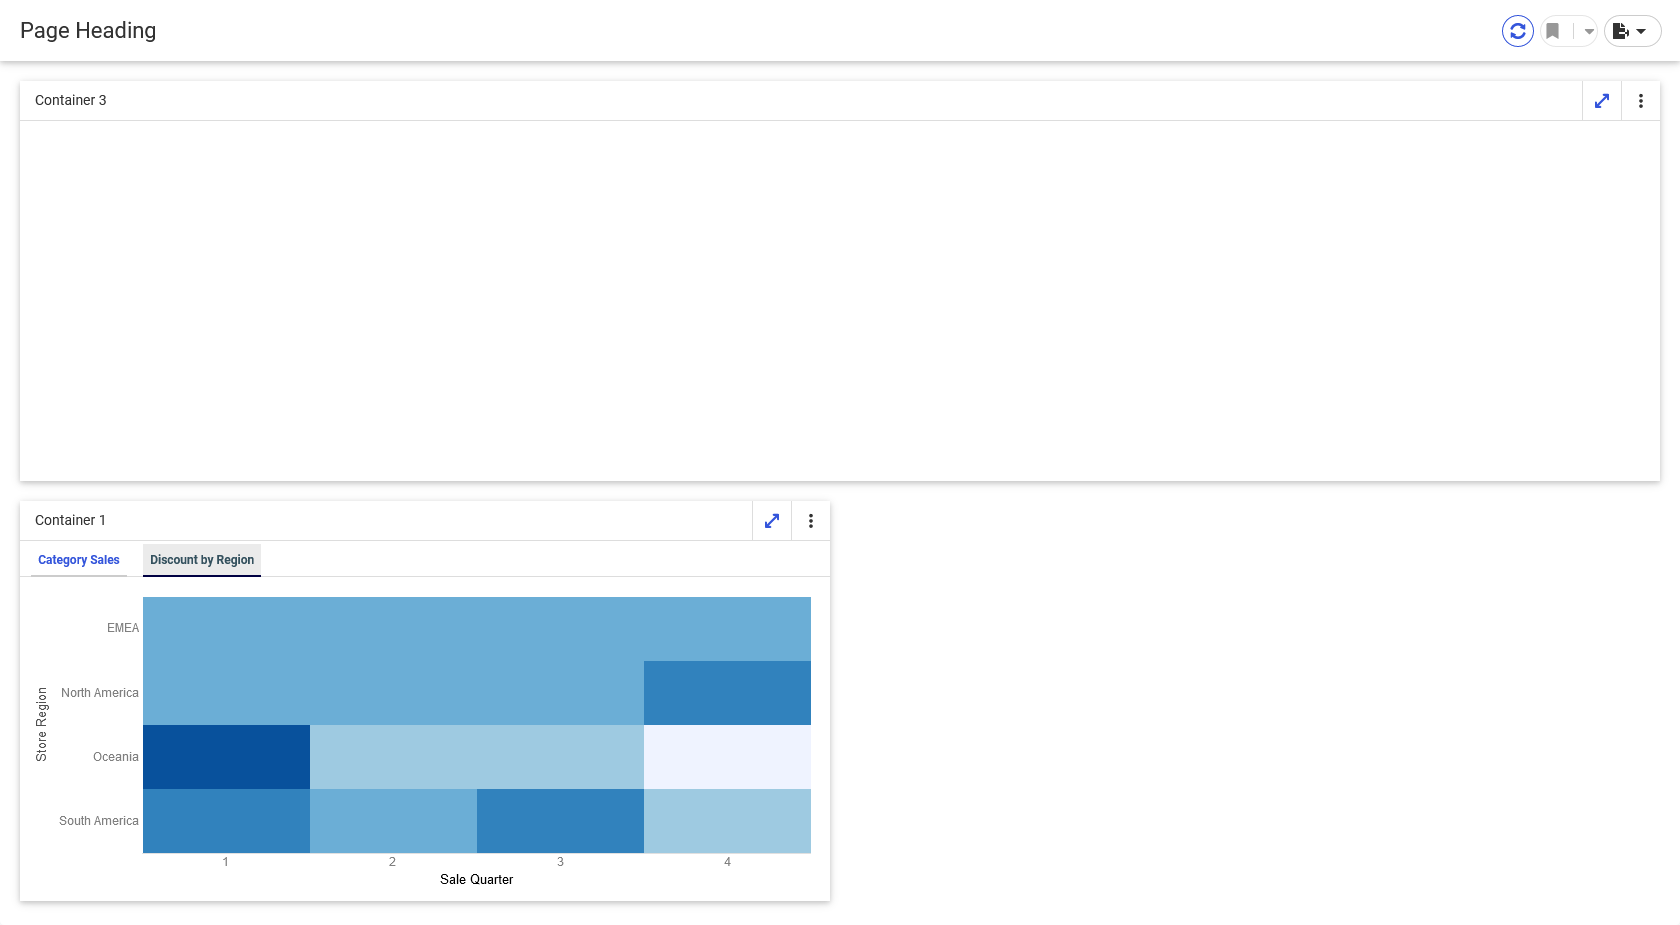 Page Heading
Container 3
Container 1
Category Sales
Discount by Region
Store Region
EMEA
North America
Oceania
South America
1 2 3 4
Sale Quarter